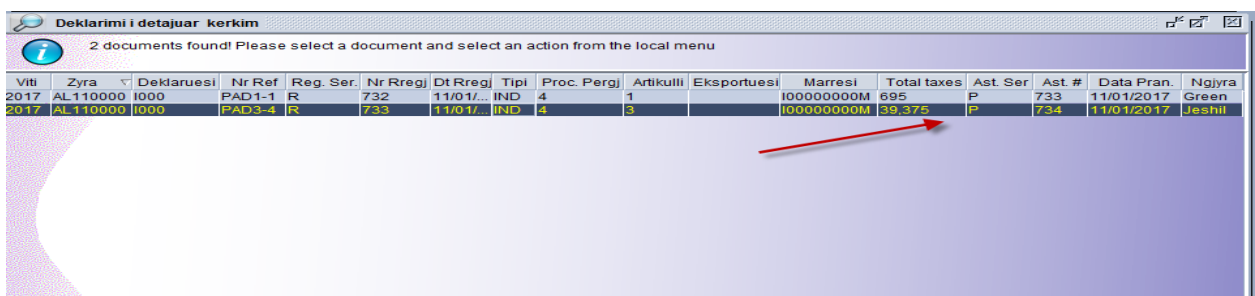 Deklarimi i detajuar kerkim
2 documents found! Please select a document and select an action from the local menu
Viti Zyra Deklaruesi Nr Ref Reg. Ser. Nr Rregj Dt Rregj Tipi Proc. Pergj Artikulli Eksportuesi Marresi Total taxes Ast. Ser Ast. # Data Pran. Ngjyra
2017 AL110000 I000 PAD1-1 R 732 11/01/... IND 4 1 I00000000M 695 P 733 11/01/2017 Green
2017 AL110000 I000 PAD3-4 R 733 11/01/... IND 4 3 I00000000M 39,375 P 734 11/01/2017 Jeshil